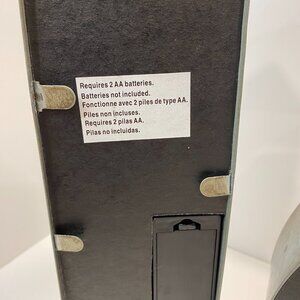 Requires 2 AA batteries.
Batteries not included.
Fonctionne avec 2 piles de type AA.
Piles non incluses.
Requires 2 pilas AA.
Pilas no incluidas.